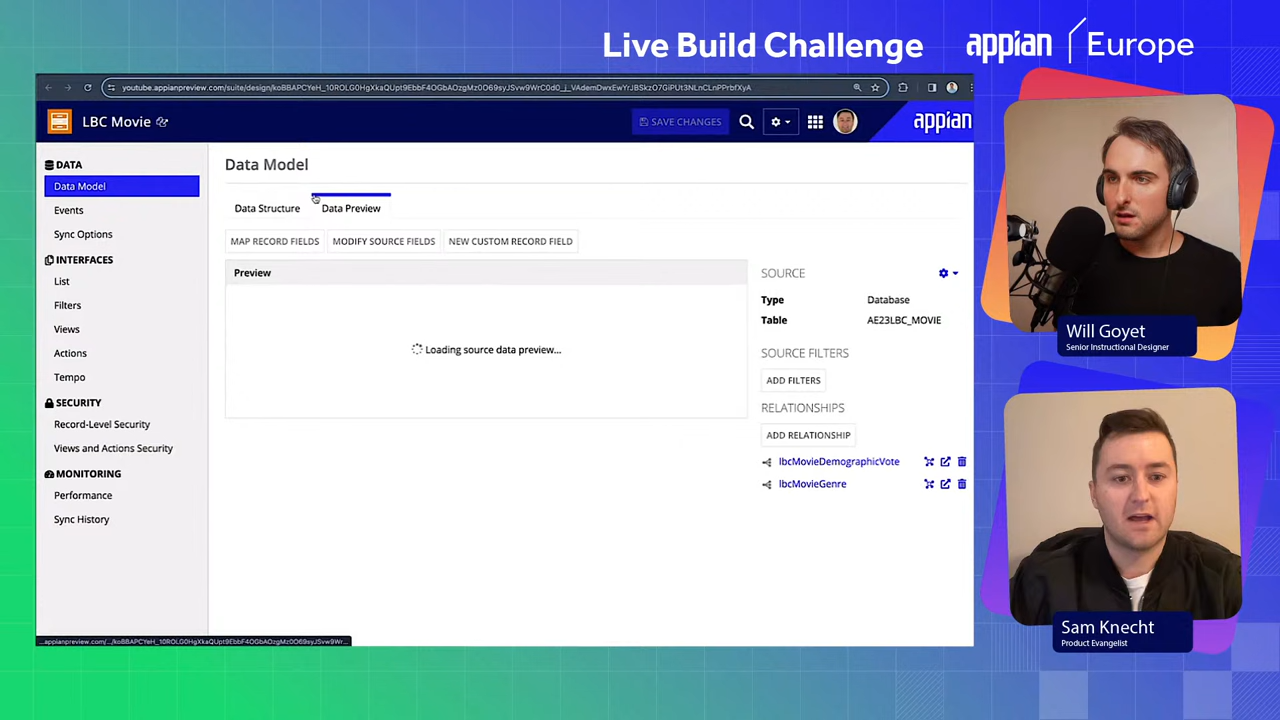 Live Build Challenge appian Europe
LBC Movie
SAVE CHANGES
appian
DATA
Data Model
Events
Sync Options
INTERFACES
List
Filters
Views
Actions
Tempo
SECURITY
Record-Level Security
Views and Actions Security
MONITORING
Performance
Sync History
Data Model
Data Structure
Data Preview
MAP RECORD FIELDS
MODIFY SOURCE FIELDS
NEW CUSTOM RECORD FIELD
Preview
Loading source data preview...
SOURCE
Type Database
Table AE23LBC_MOVIE
SOURCE FILTERS
ADD FILTERS
RELATIONSHIPS
ADD RELATIONSHIP
lbcMovieDemographicVote
lbcMovieGenre
Will Goyet
Senior Instructional Designer
Sam Knecht
Product Evangelist